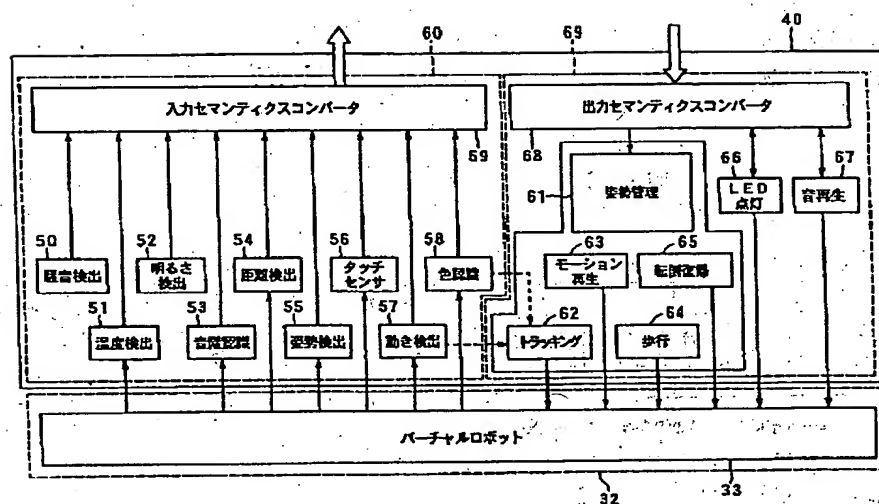 60
69
40
入力セマンティクスコンバータ
59
出力セマンティクスコンバータ
68
61
姿勢管理
66
LED
点灯
67
音再生
50
騒音検出
52
明るさ
検出
54
距離検出
56
タッチ
センサ
58
色認識
63
モーション
再生
65
転倒復帰
51
温度検出
53
音階認識
55
姿勢検出
57
動き検出
62
トラッキング
64
歩行
バーチャルロボット
32
33